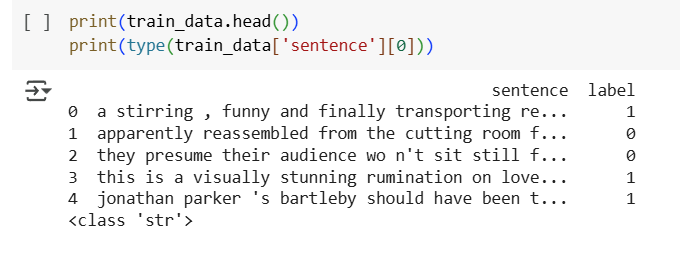 [ ] print(train_data.head())
print(type(train_data['sentence'][0]))
sentence label
0 a stirring , funny and finally transporting re... 1
1 apparently reassembled from the cutting room f... 0
2 they presume their audience wo n't sit still f... 0
3 this is a visually stunning rumination on love... 1
4 jonathan parker 's bartleby should have been t... 1
<class 'str'>